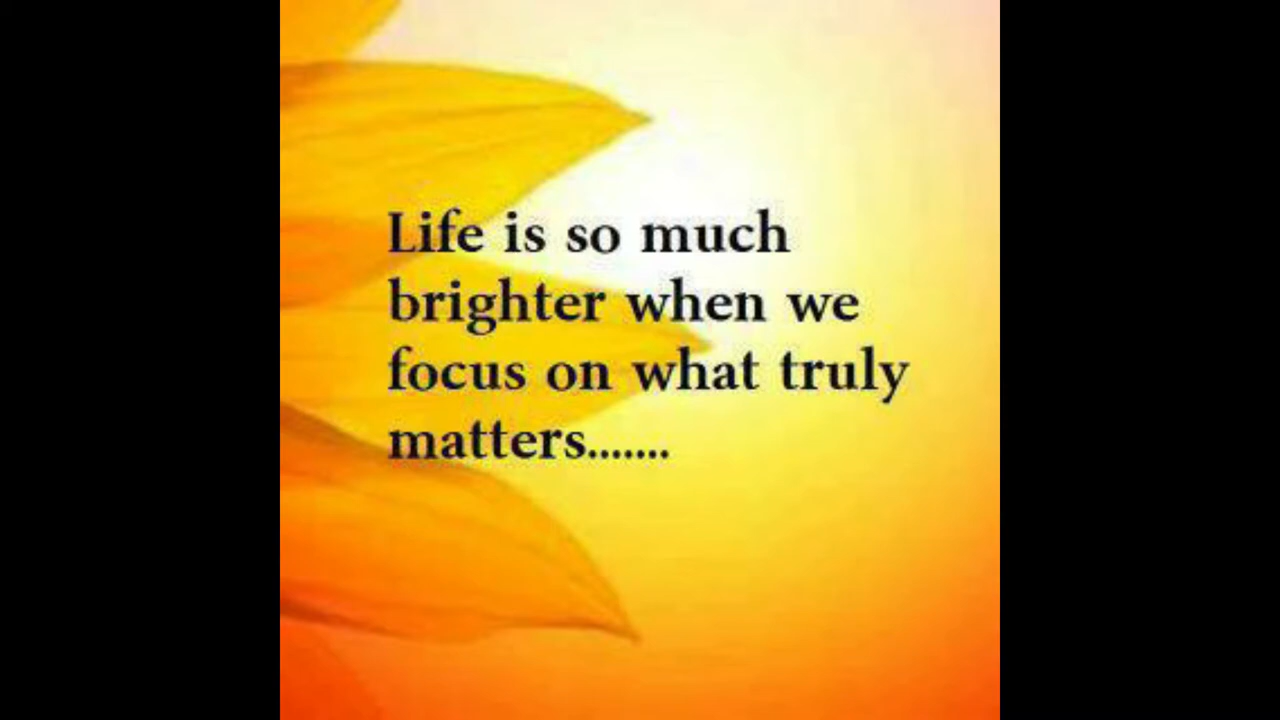 Life is so much
brighter when we
focus on what truly
matters.......